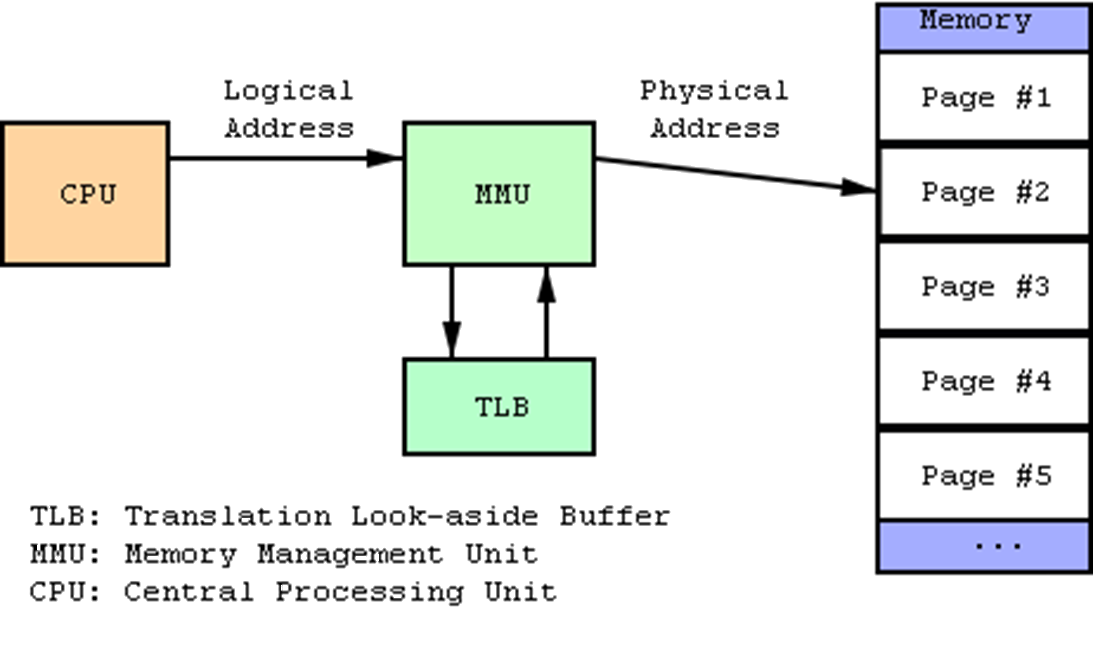 Memory
Logical
Address
Physical
Address
Page #1
CPU
MMU
Page #2
Page #3
Page #4
TLB
Page #5
TLB: Translation Look-aside Buffer
MMU: Memory Management Unit
...
CPU: Central Processing Unit